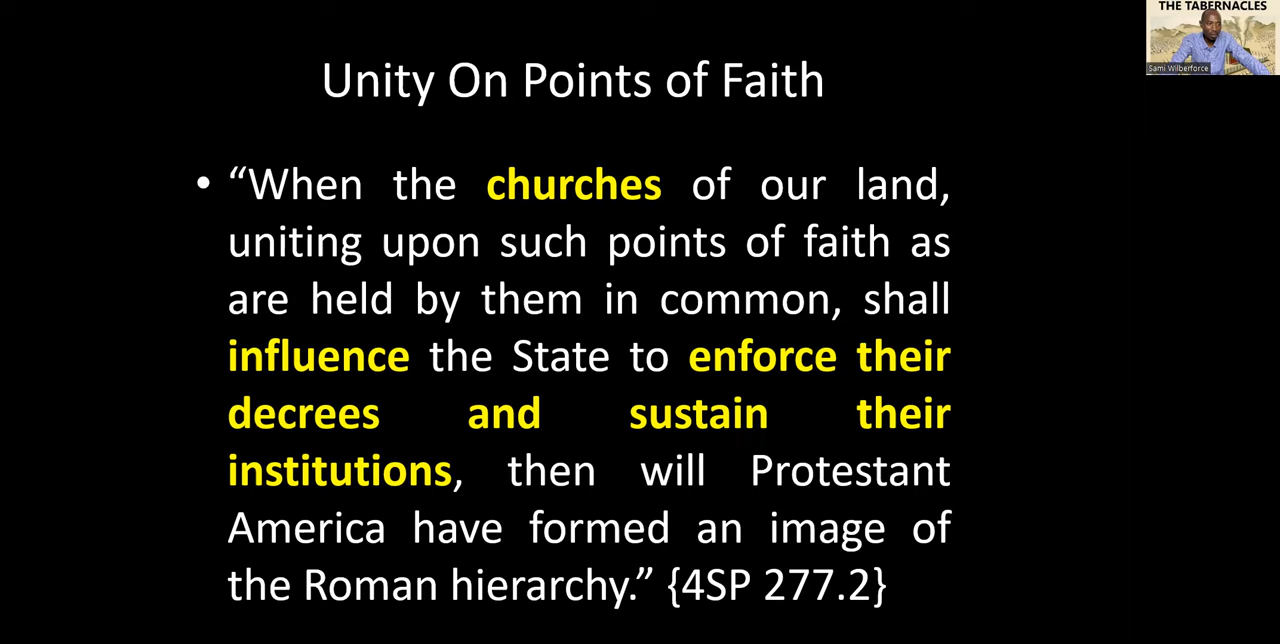 THE TABERNACLES
Sami Wilberforce
Unity On Points of Faith
• “When the churches of our land,
uniting upon such points of faith as
are held by them in common, shall
influence the State to enforce their
decrees and sustain their
institutions, then will Protestant
America have formed an image of
the Roman hierarchy.” {4SP 277.2}